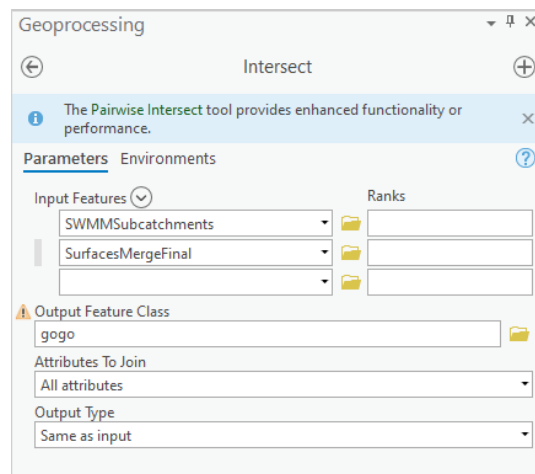 Geoprocessing
Intersect
The Pairwise Intersect tool provides enhanced functionality or
performance.
Parameters Environments
Input Features Ranks
SWMMSubcatchments
SurfacesMergeFinal
Output Feature Class
gogo
Attributes To Join
All attributes
Output Type
Same as input